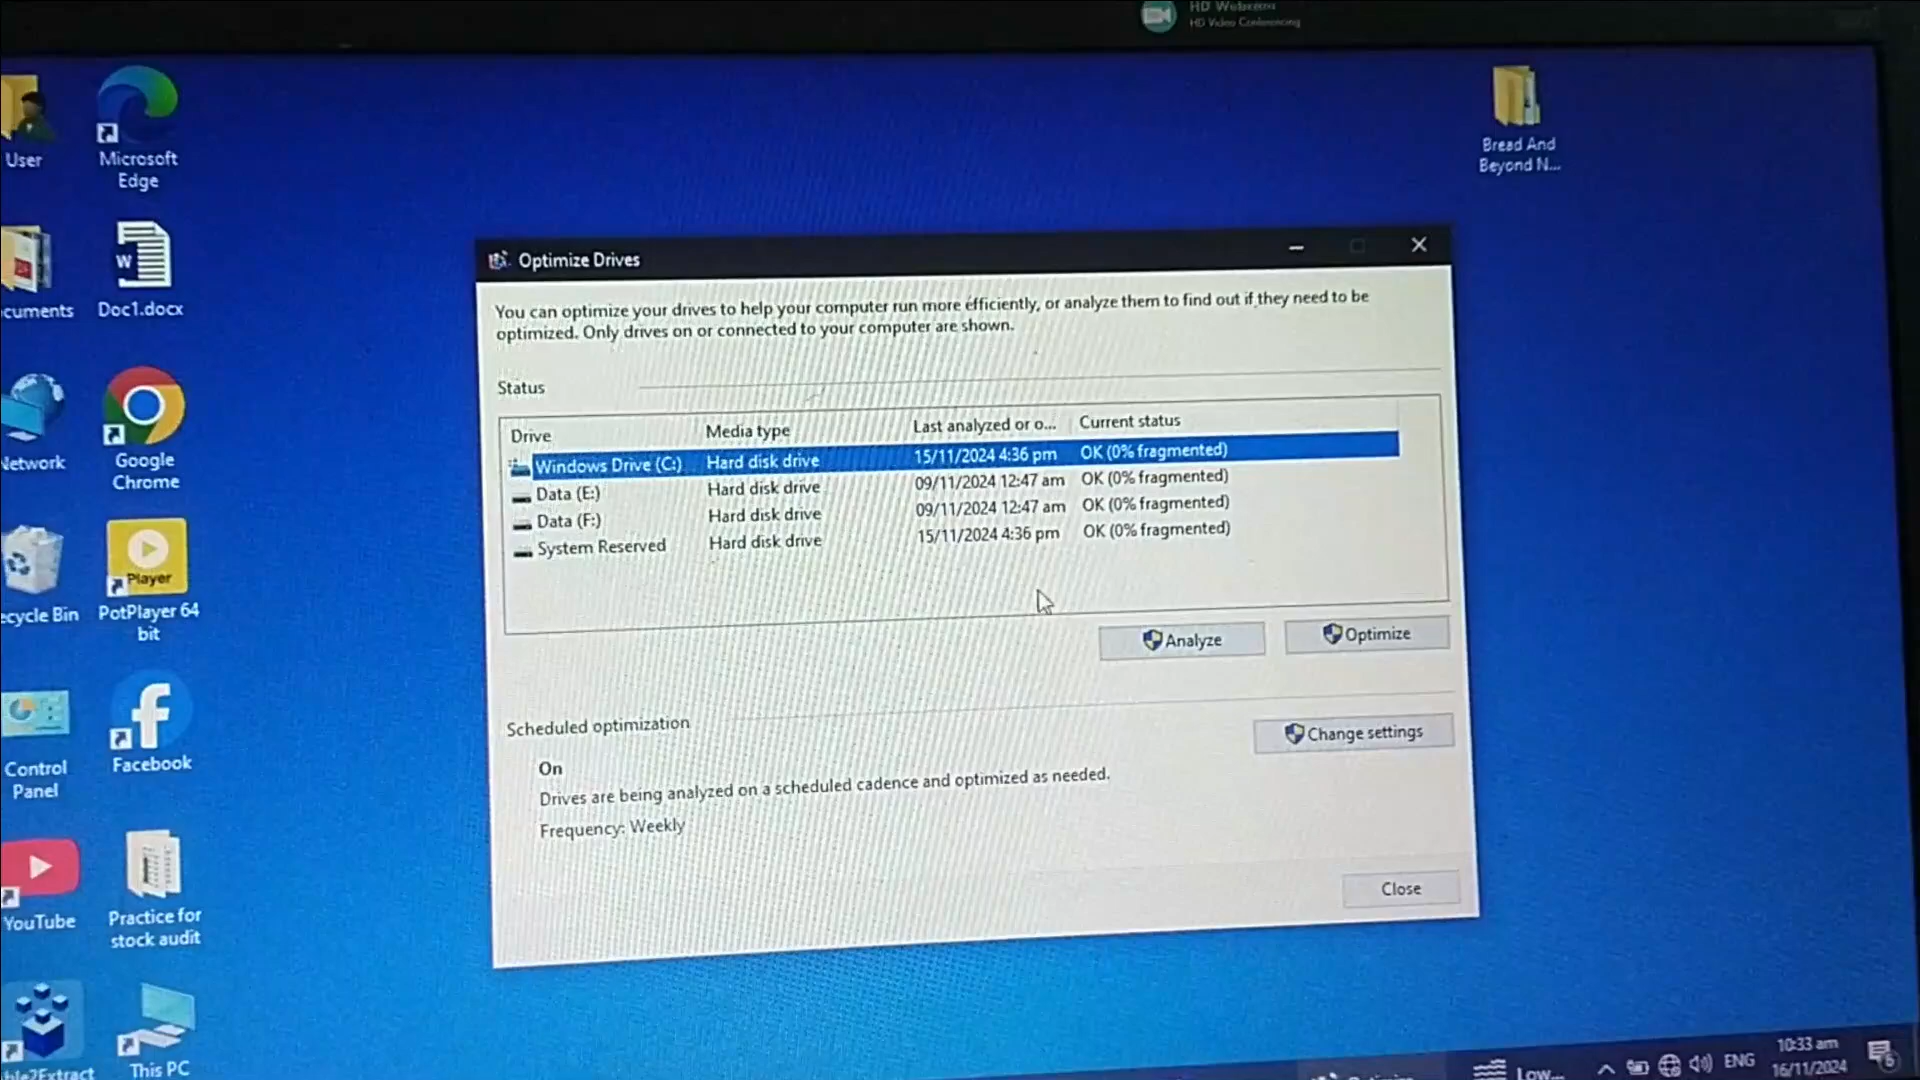 HD Webcam
HD Video Conferencing
User
Microsoft
Edge
Bread And
Beyond N...
cuments
Doc1.docx
Network
Google
Chrome
ecycle Bin
Player
PotPlayer 64
bit
Control
Panel
Facebook
YouTube
Practice for
stock audit
ble2Extract
This PC
Optimize Drives
You can optimize your drives to help your computer run more efficiently, or analyze them to find out if they need to be
optimized. Only drives on or connected to your computer are shown.
Status
Drive Media type Last analyzed or o... Current status
Windows Drive (C:) Hard disk drive 15/11/2024 4:36 pm OK (0% fragmented)
Data (E:) Hard disk drive 09/11/2024 12:47 am OK (0% fragmented)
Data (F:) Hard disk drive 09/11/2024 12:47 am OK (0% fragmented)
System Reserved Hard disk drive 15/11/2024 4:36 pm OK (0% fragmented)
Analyze Optimize
Scheduled optimization
Change settings
On
Drives are being analyzed on a scheduled cadence and optimized as needed.
Frequency: Weekly
Close
Low...
ENG
10:33 am
16/11/2024
6